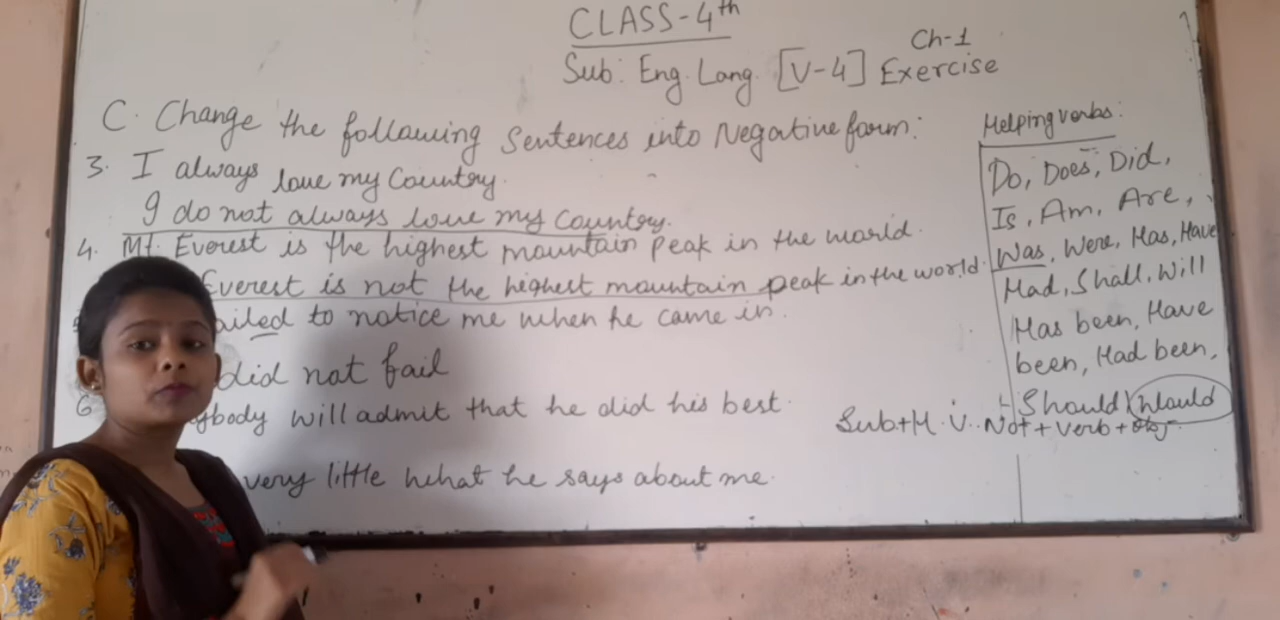 CLASS-4th
Sub: Eng. Lang. [V-4] Ch-1 Exercise
C. Change the following Sentences into Negative form:
3. I always love my Country.
I do not always love my Country.
4. Mt. Everest is the highest mountain peak in the world.
Everest is not the highest mountain peak in the world.
ailed to notice me when he came in.
did not fail
6 ybody will admit that he did his best.
very little what he says about me.
Helping verbs:
Do, Does, Did,
Is, Am, Are,
Was, Were, Has, Have
Had, Shall, Will
Has been, Have
been, Had been,
Should, Would
Sub+H.V.. Not + Verb + obj.